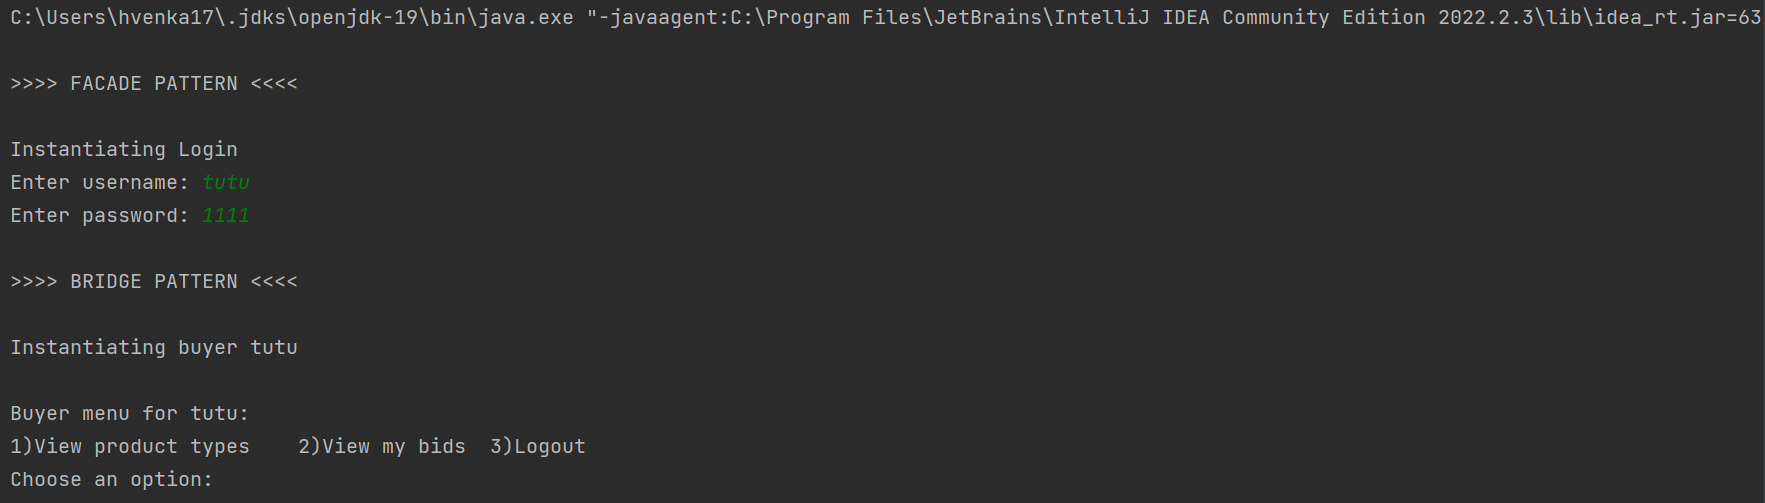 C:\Users\hvenka17\.jdks\openjdk-19\bin\java.exe "-javaagent:C:\Program Files\JetBrains\IntelliJ IDEA Community Edition 2022.2.3\lib\idea_rt.jar=63
>>>> FACADE PATTERN <<<<
Instantiating Login
Enter username: tutu
Enter password: 1111
>>>> BRIDGE PATTERN <<<<
Instantiating buyer tutu
Buyer menu for tutu:
1)View product types    2)View my bids  3)Logout
Choose an option: